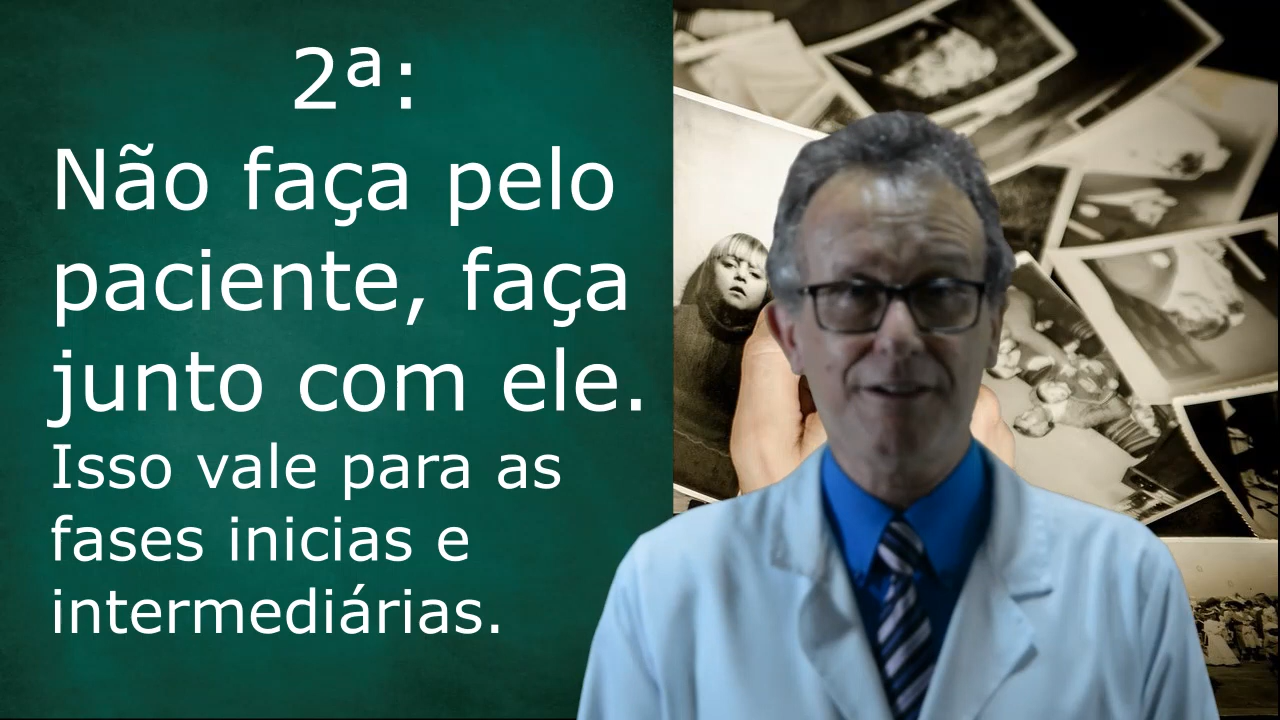 2ª:
Não faça pelo
paciente, faça
junto com ele.
Isso vale para as
fases inicias e
intermediárias.